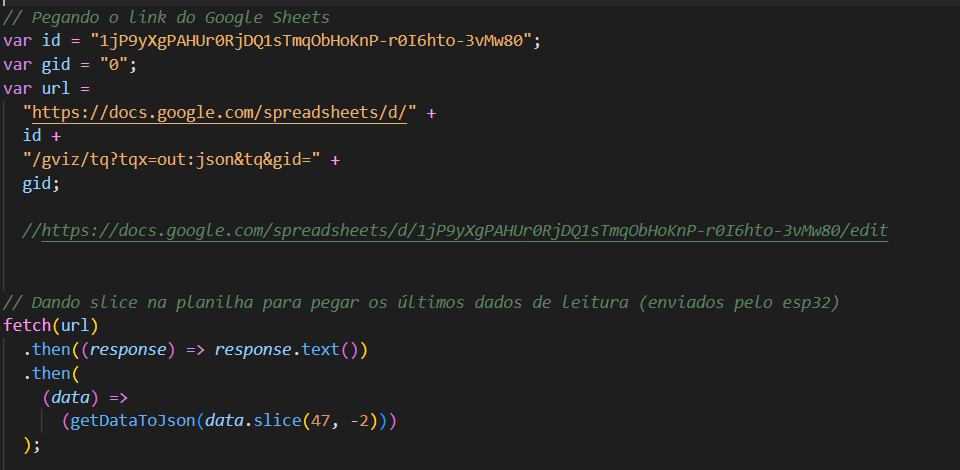 // Pegando o link do Google Sheets
var id = "1jP9yXgPAHUr0RjDQ1sTmqObHoKnP-r0I6hto-3vMw80";
var gid = "0";
var url =
"https://docs.google.com/spreadsheets/d/" +
id +
"/gviz/tq?tqx=out:json&tq&gid=" +
gid;
//https://docs.google.com/spreadsheets/d/1jP9yXgPAHUr0RjDQ1sTmqObHoKnP-r0I6hto-3vMw80/edit
// Dando slice na planilha para pegar os últimos dados de leitura (enviados pelo esp32)
fetch(url)
.then((response) => response.text())
.then(
(data) =>
(getDataToJson(data.slice(47, -2)))
);